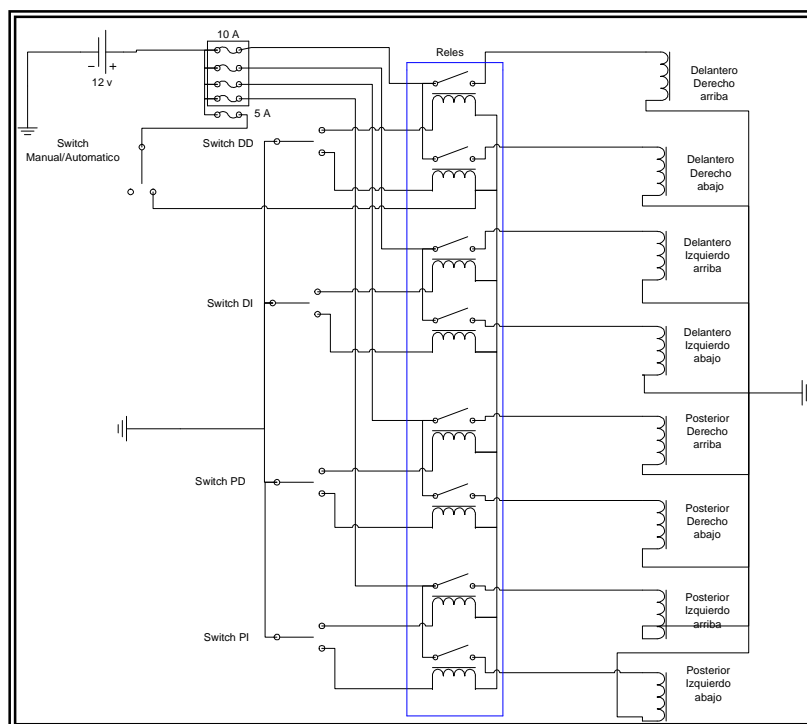 10 A
Reles
12 v
5 A
Switch
Manual/Automatico
Switch DD
Switch DI
Switch PD
Switch PI
Delantero
Derecho
arriba
Delantero
Derecho
abajo
Delantero
Izquierdo
arriba
Delantero
Izquierdo
abajo
Posterior
Derecho
arriba
Posterior
Derecho
abajo
Posterior
Izquierdo
arriba
Posterior
Izquierdo
abajo